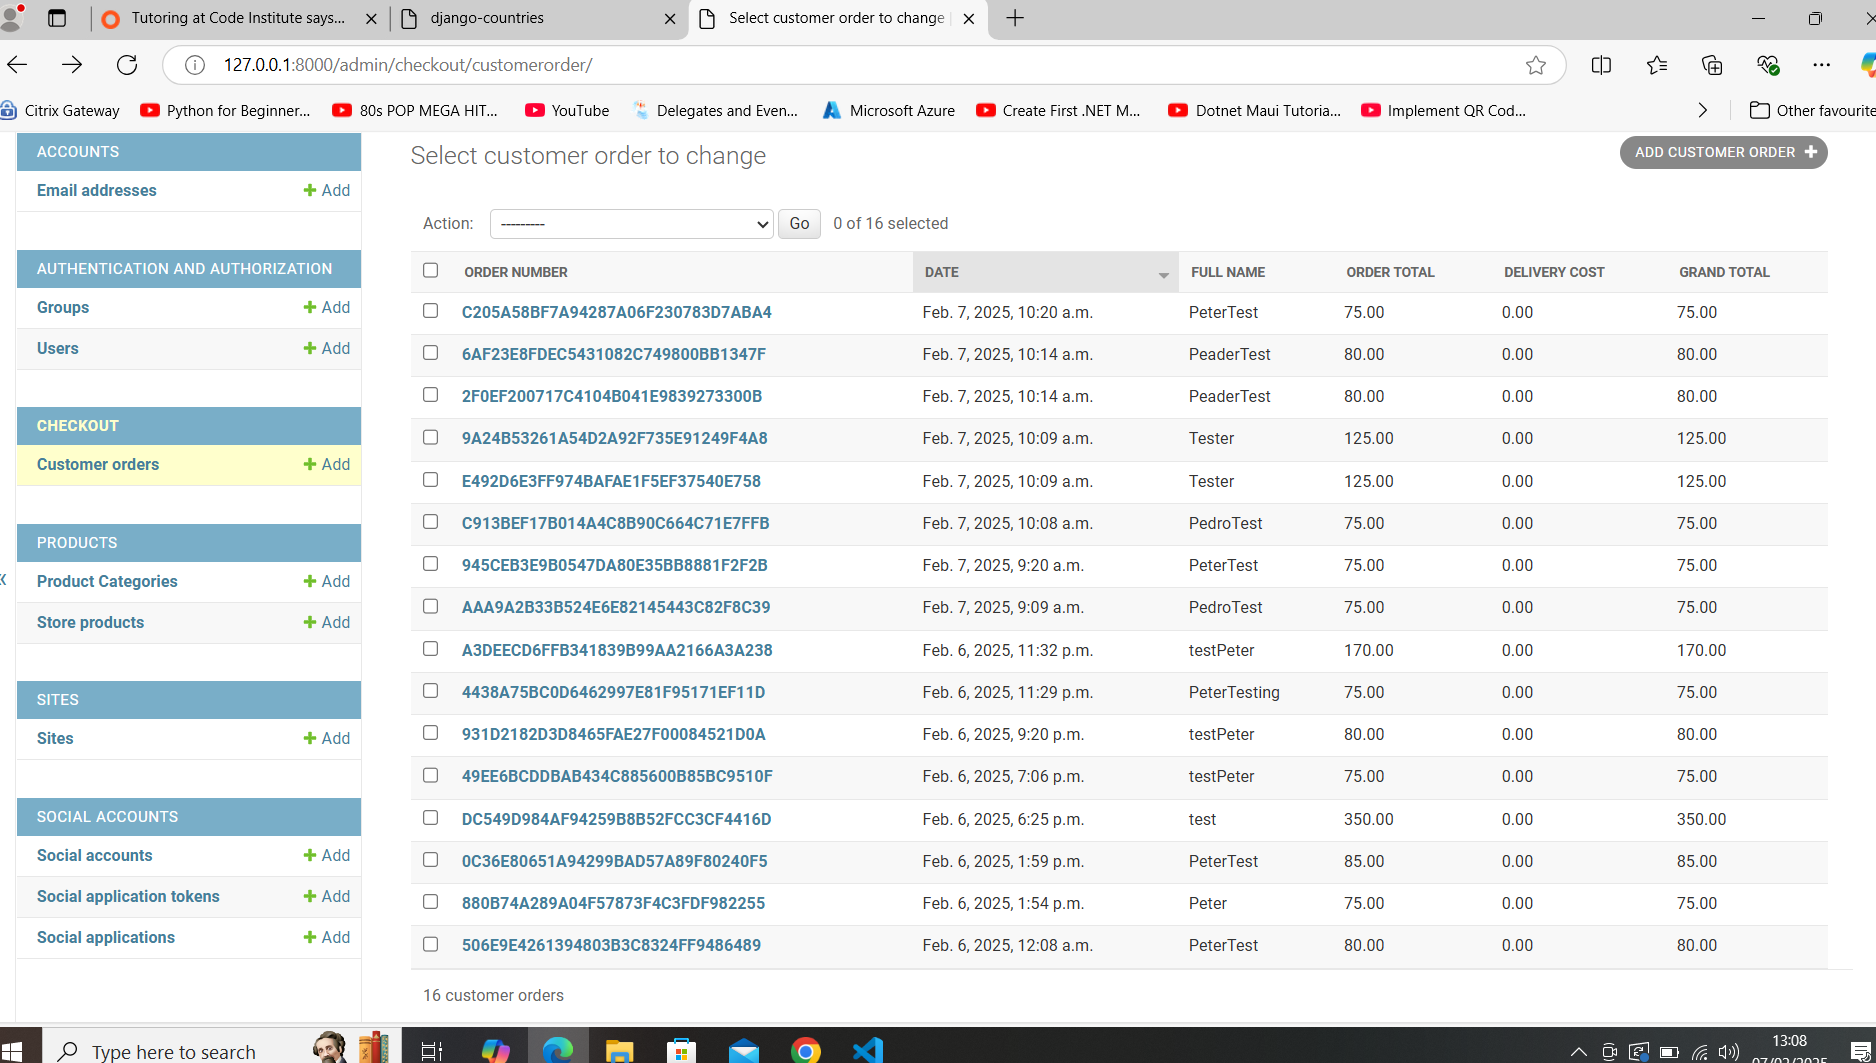 Tutoring at Code Institute says...
django-countries
Select customer order to change
127.0.0.1:8000/admin/checkout/customerorder/
Citrix Gateway
Python for Beginner...
80s POP MEGA HIT...
YouTube
Delegates and Even...
Microsoft Azure
Create First .NET M...
Dotnet Maui Tutoria...
Implement QR Cod...
Other favourite
ACCOUNTS
Email addresses + Add
AUTHENTICATION AND AUTHORIZATION
Groups + Add
Users + Add
CHECKOUT
Customer orders + Add
PRODUCTS
Product Categories + Add
Store products + Add
SITES
Sites + Add
SOCIAL ACCOUNTS
Social accounts + Add
Social application tokens + Add
Social applications + Add
Select customer order to change
ADD CUSTOMER ORDER +
Action: --------- Go 0 of 16 selected
ORDER NUMBER DATE FULL NAME ORDER TOTAL DELIVERY COST GRAND TOTAL
C205A58BF7A94287A06F230783D7ABA4 Feb. 7, 2025, 10:20 a.m. PeterTest 75.00 0.00 75.00
6AF23E8FDEC5431082C749800BB1347F Feb. 7, 2025, 10:14 a.m. PeaderTest 80.00 0.00 80.00
2F0EF200717C4104B041E9839273300B Feb. 7, 2025, 10:14 a.m. PeaderTest 80.00 0.00 80.00
9A24B53261A54D2A92F735E91249F4A8 Feb. 7, 2025, 10:09 a.m. Tester 125.00 0.00 125.00
E492D6E3FF974BAFAE1F5EF37540E758 Feb. 7, 2025, 10:09 a.m. Tester 125.00 0.00 125.00
C913BEF17B014A4C8B90C664C71E7FFB Feb. 7, 2025, 10:08 a.m. PedroTest 75.00 0.00 75.00
945CEB3E9B0547DA80E35BB8881F2F2B Feb. 7, 2025, 9:20 a.m. PeterTest 75.00 0.00 75.00
AAA9A2B33B524E6E82145443C82F8C39 Feb. 7, 2025, 9:09 a.m. PedroTest 75.00 0.00 75.00
A3DEECD6FFB341839B99AA2166A3A238 Feb. 6, 2025, 11:32 p.m. testPeter 170.00 0.00 170.00
4438A75BC0D6462997E81F95171EF11D Feb. 6, 2025, 11:29 p.m. PeterTesting 75.00 0.00 75.00
931D2182D3D8465FAE27F00084521D0A Feb. 6, 2025, 9:20 p.m. testPeter 80.00 0.00 80.00
49EE6BCDDBAB434C885600B85BC9510F Feb. 6, 2025, 7:06 p.m. testPeter 75.00 0.00 75.00
DC549D984AF94259B8B52FCC3CF4416D Feb. 6, 2025, 6:25 p.m. test 350.00 0.00 350.00
0C36E80651A94299BAD57A89F80240F5 Feb. 6, 2025, 1:59 p.m. PeterTest 85.00 0.00 85.00
880B74A289A04F57873F4C3FDF982255 Feb. 6, 2025, 1:54 p.m. Peter 75.00 0.00 75.00
506E9E4261394803B3C8324FF9486489 Feb. 6, 2025, 12:08 a.m. PeterTest 80.00 0.00 80.00
16 customer orders
Type here to search
13:08